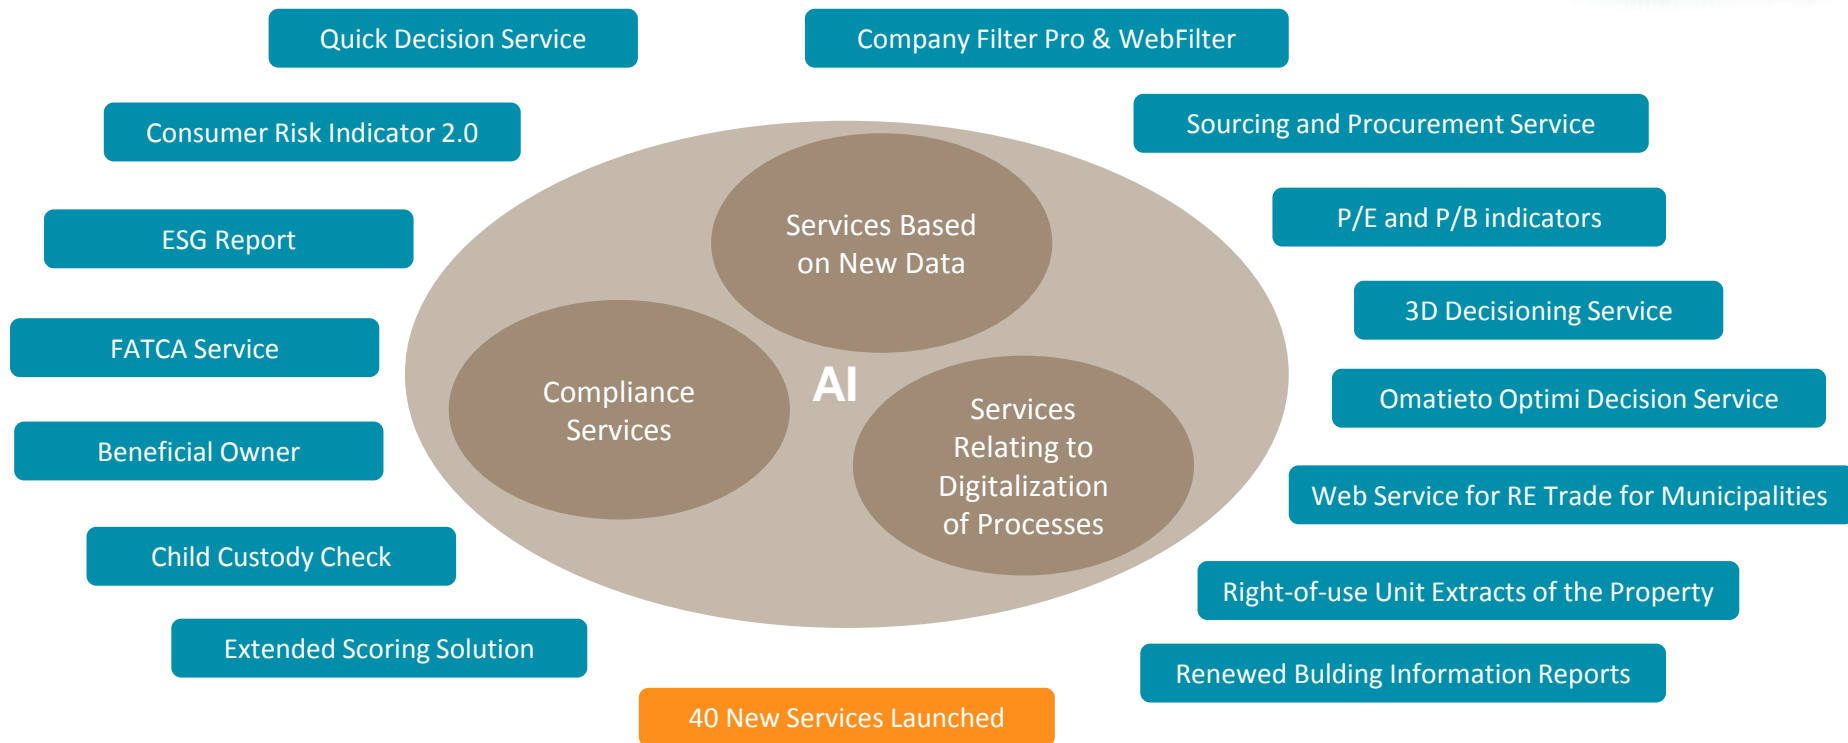 Quick Decision Service
Company Filter Pro & WebFilter
Consumer Risk Indicator 2.0
Sourcing and Procurement Service
ESG Report
Services Based
on New Data
P/E and P/B indicators
FATCA Service
3D Decisioning Service
Compliance
Services
AI
Services
Relating to
Digitalization
of Processes
Omatieto Optimi Decision Service
Beneficial Owner
Web Service for RE Trade for Municipalities
Child Custody Check
Right-of-use Unit Extracts of the Property
Extended Scoring Solution
Renewed Bulding Information Reports
40 New Services Launched